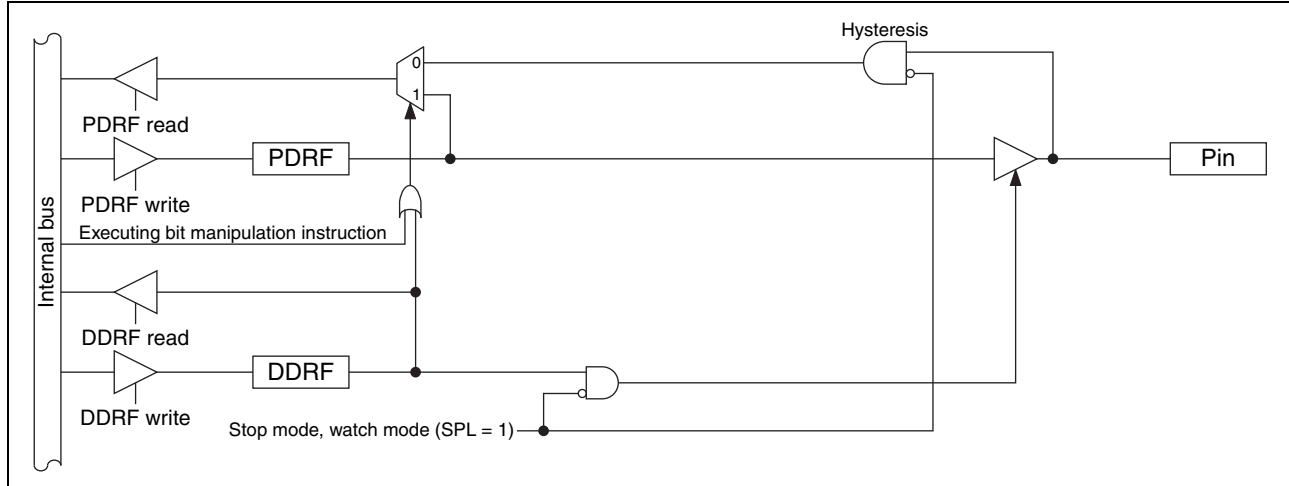 Hysteresis
0
1
PDRF read
PDRF
Pin
PDRF write
Executing bit manipulation instruction
Internal bus
DDRF read
DDRF
DDRF write
Stop mode, watch mode (SPL = 1)